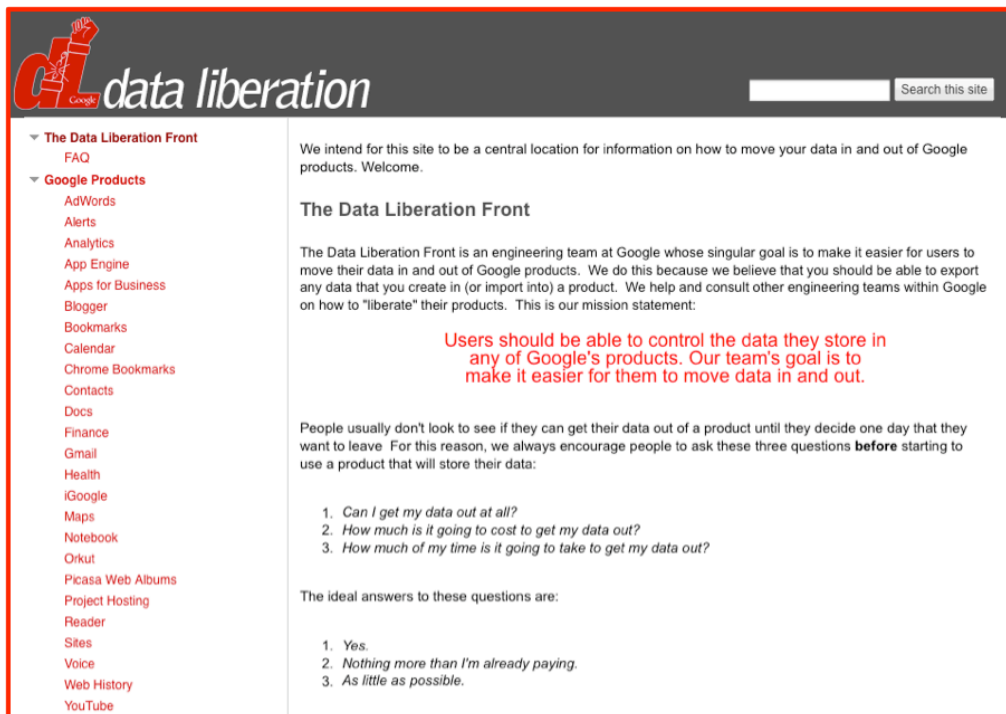 dL
Google
data liberation
Search this site
The Data Liberation Front
FAQ
Google Products
AdWords
Alerts
Analytics
App Engine
Apps for Business
Blogger
Bookmarks
Calendar
Chrome Bookmarks
Contacts
Docs
Finance
Gmail
Health
iGoogle
Maps
Notebook
Orkut
Picasa Web Albums
Project Hosting
Reader
Sites
Voice
Web History
YouTube
We intend for this site to be a central location for information on how to move your data in and out of Google
products. Welcome.
The Data Liberation Front
The Data Liberation Front is an engineering team at Google whose singular goal is to make it easier for users to
move their data in and out of Google products.  We do this because we believe that you should be able to export
any data that you create in (or import into) a product.  We help and consult other engineering teams within Google
on how to "liberate" their products.  This is our mission statement:
Users should be able to control the data they store in
any of Google's products. Our team's goal is to
make it easier for them to move data in and out.
People usually don't look to see if they can get their data out of a product until they decide one day that they
want to leave  For this reason, we always encourage people to ask these three questions before starting to
use a product that will store their data:
1. Can I get my data out at all?
2. How much is it going to cost to get my data out?
3. How much of my time is it going to take to get my data out?
The ideal answers to these questions are:
1. Yes.
2. Nothing more than I'm already paying.
3. As little as possible.